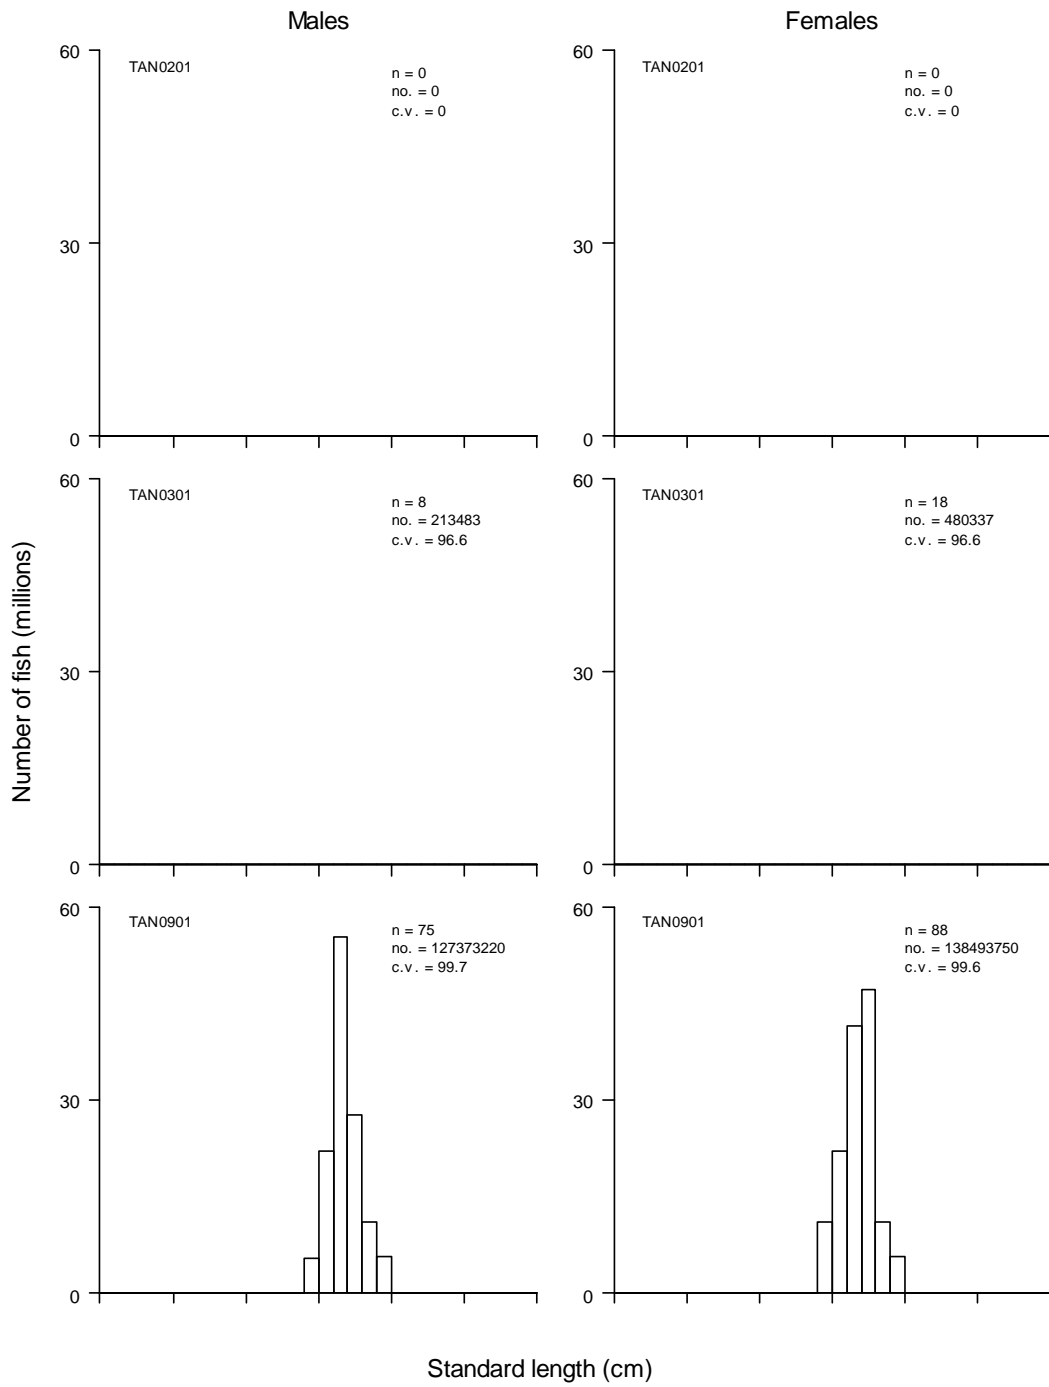 Males
Females
60
TAN0201
n = 0
no. = 0
c.v. = 0
30
0
60
TAN0201
n = 0
no. = 0
c.v. = 0
30
0
60
TAN0301
n = 8
no. = 213483
c.v. = 96.6
30
0
60
TAN0301
n = 18
no. = 480337
c.v. = 96.6
30
0
60
TAN0901
n = 75
no. = 127373220
c.v. = 99.7
30
0
60
TAN0901
n = 88
no. = 138493750
c.v. = 99.6
30
0
Number of fish (millions)
Standard length (cm)